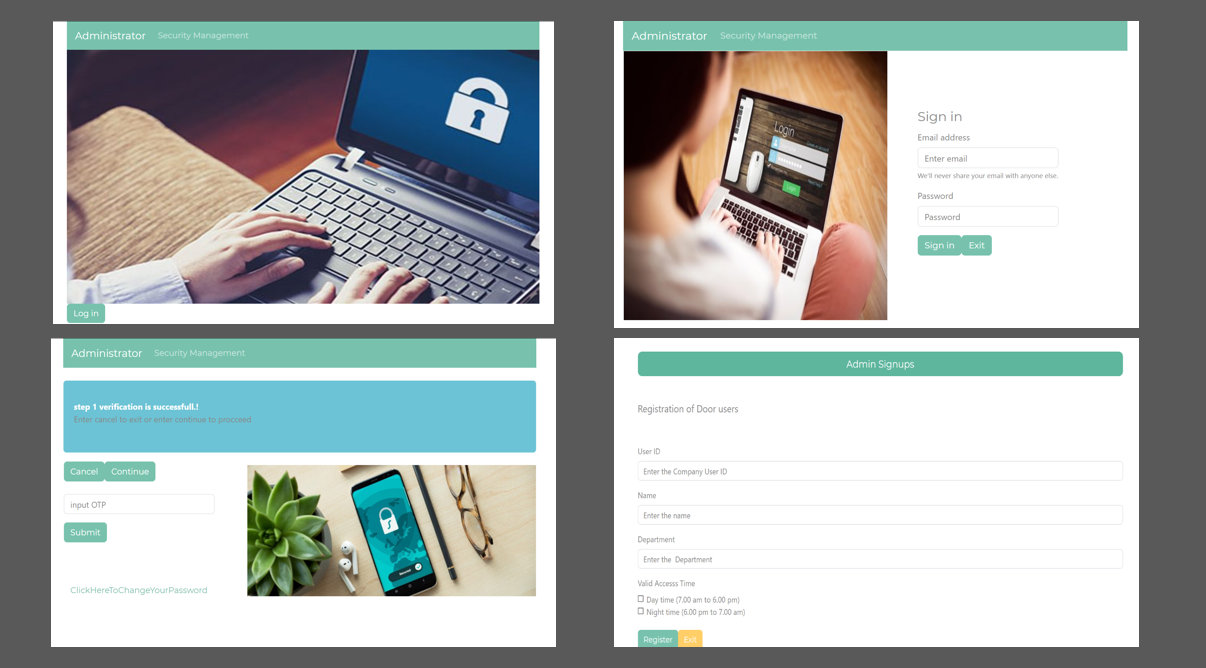 Administrator Security Management
Log in
Administrator Security Management
Login
Login
Sign in
Email address
Enter email
We'll never share your email with anyone else.
Password
Password
Sign in Exit
Administrator Security Management
step 1 verification is successfull.!
Enter cancel to exit or enter continue to procceed
Cancel Continue
input OTP
Submit
ClickHereToChangeYourPassword
Admin Signups
Registration of Door users
User ID
Enter the Company User ID
Name
Enter the name
Department
Enter the Department
Valid Accesss Time
Day time (7.00 am to 6.00 pm)
Night time (6.00 pm to 7.00 am)
Register Exit